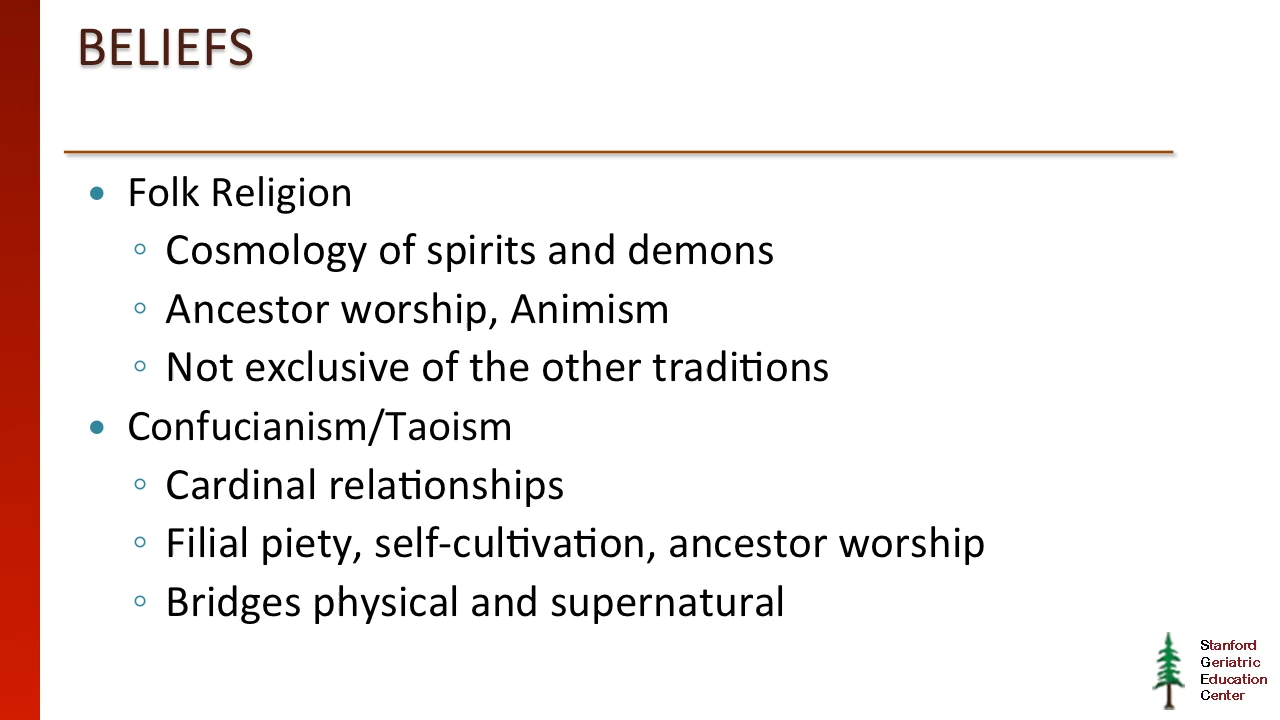 BELIEFS
• Folk Religion
◦ Cosmology of spirits and demons
◦ Ancestor worship, Animism
◦ Not exclusive of the other traditions
• Confucianism/Taoism
◦ Cardinal relationships
◦ Filial piety, self-cultivation, ancestor worship
◦ Bridges physical and supernatural
Stanford
Geriatric
Education
Center